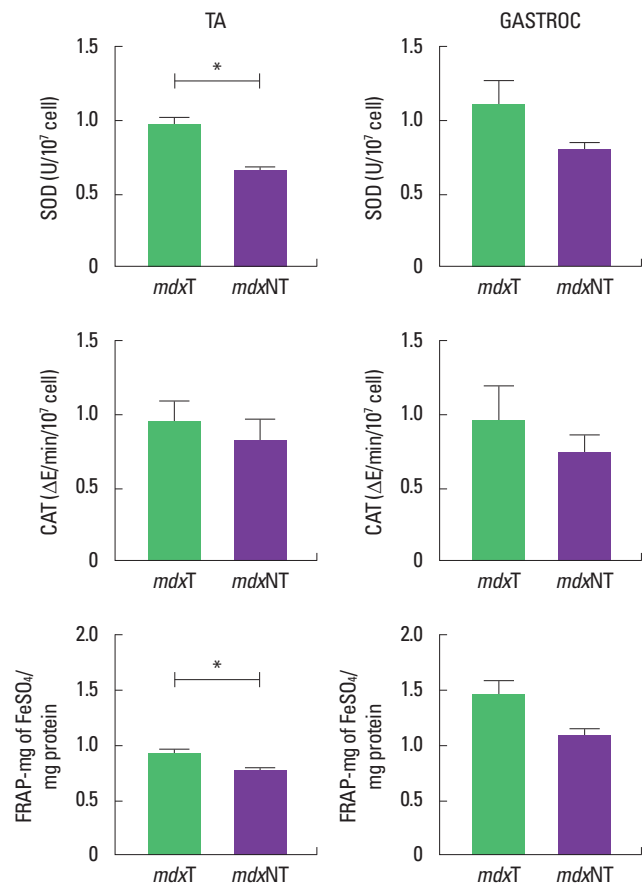 TA
GASTROC
SOD (U/10⁷ cell)
1.5
1.0
0.5
0
*
mdxT mdxNT
SOD (U/10⁷ cell)
1.5
1.0
0.5
0
mdxT mdxNT
CAT (ΔE/min/10⁷ cell)
1.5
1.0
0.5
0
mdxT mdxNT
CAT (ΔE/min/10⁷ cell)
1.5
1.0
0.5
0
mdxT mdxNT
FRAP-mg of FeSO₄/
mg protein
2.0
1.5
1.0
0.5
0
*
mdxT mdxNT
FRAP-mg of FeSO₄/
mg protein
2.0
1.5
1.0
0.5
0
mdxT mdxNT